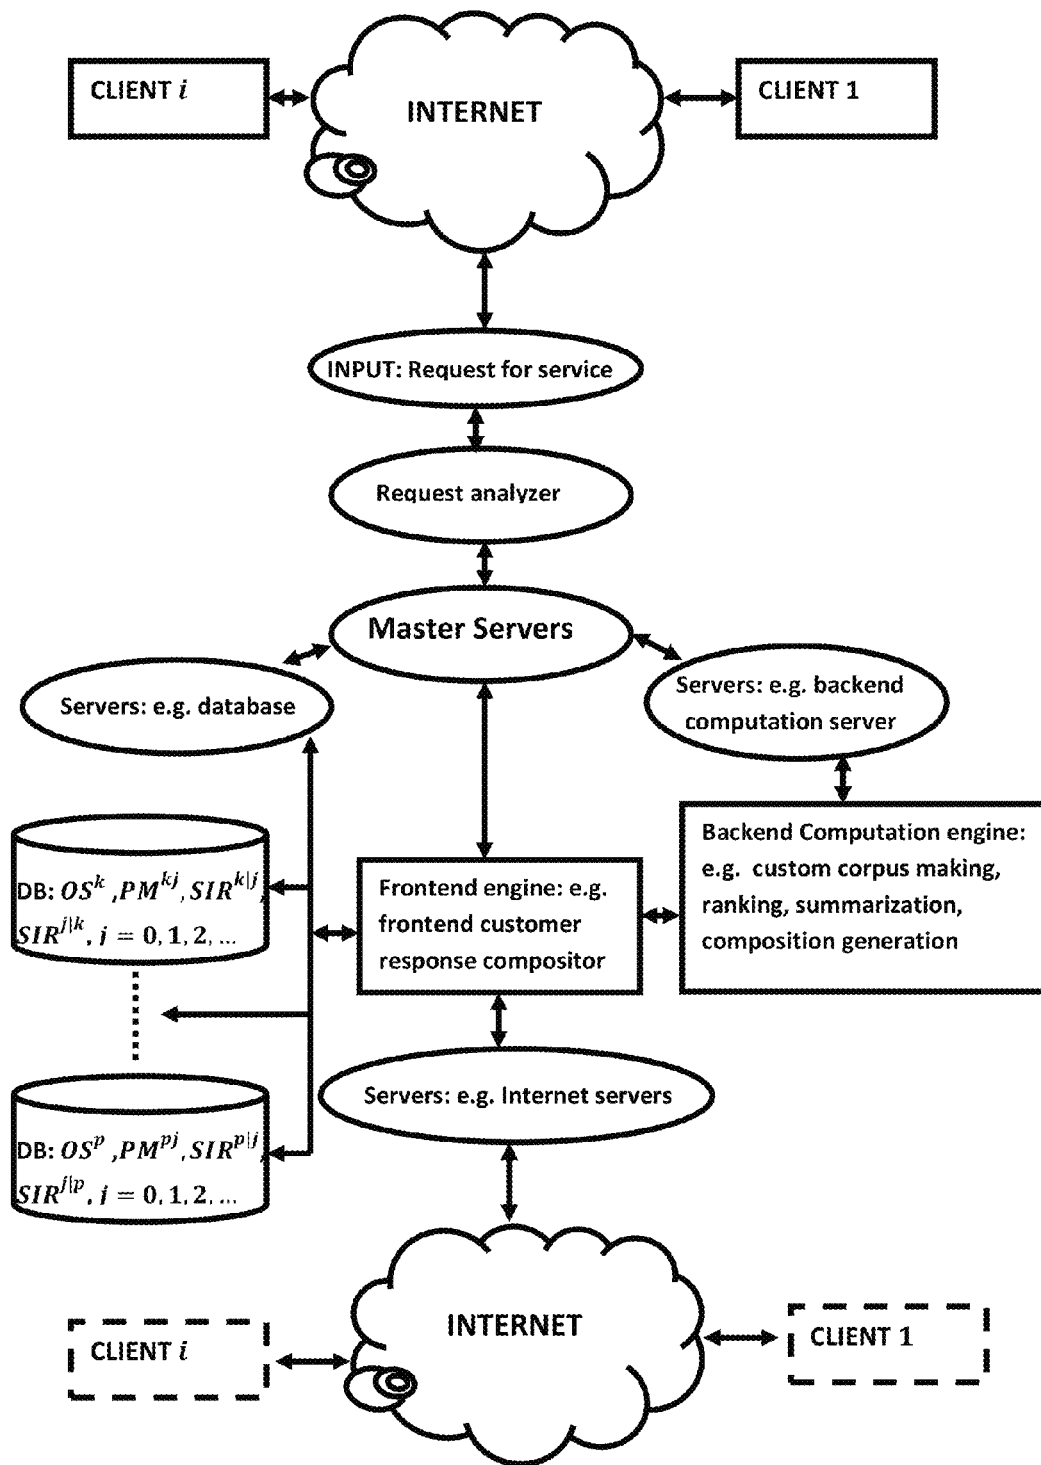 CLIENT i
INTERNET
CLIENT 1
INPUT: Request for service
Request analyzer
Master Servers
Servers: e.g. database
Servers: e.g. backend
computation server
Backend Computation engine:
e.g. custom corpus making,
ranking, summarization,
composition generation
Frontend engine: e.g.
frontend customer
response compositor
DB: OS^k ,PM^{kj}, SIR^{k|j},
SIR^{j|k}, j = 0, 1, 2, ...
Servers: e.g. Internet servers
DB: OS^p ,PM^{pj}, SIR^{p|j},
SIR^{j|p}, j = 0, 1, 2, ...
INTERNET
CLIENT i
CLIENT 1